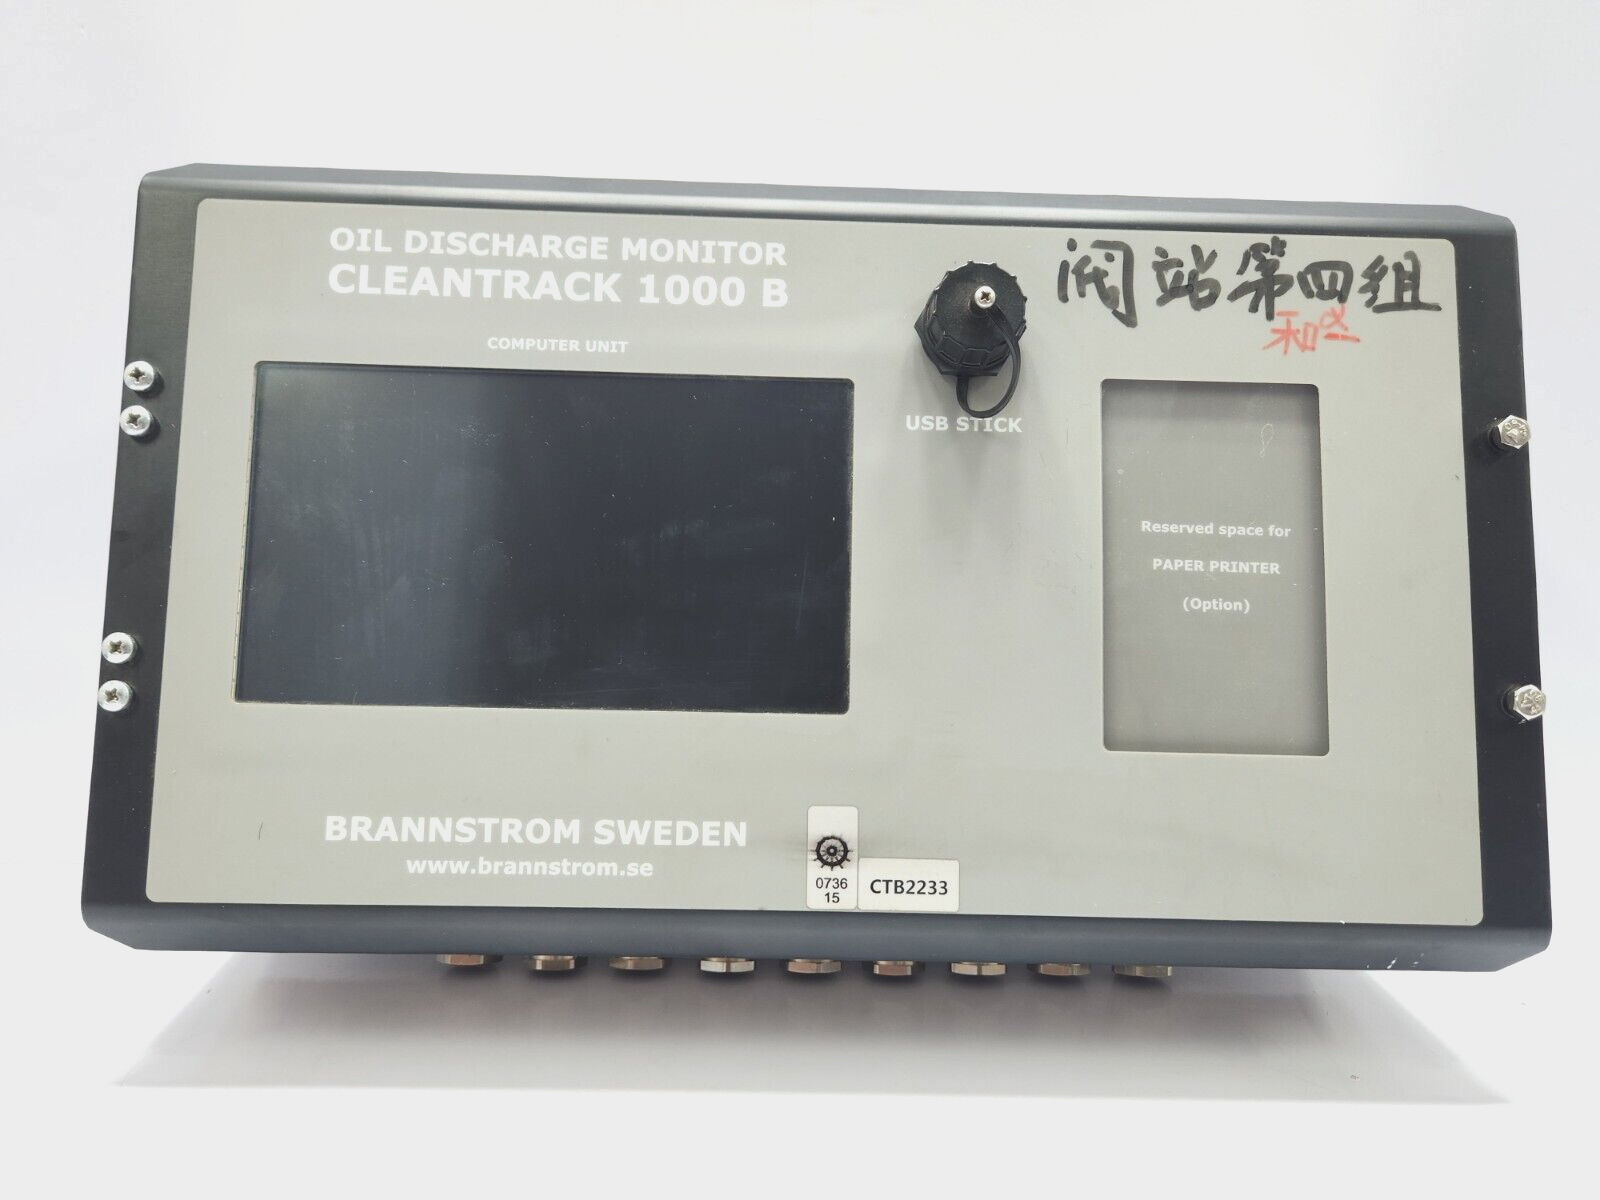 OIL DISCHARGE MONITOR
CLEANTRACK 1000 B
COMPUTER UNIT
阀站第四组
USB STICK
Reserved space for
PAPER PRINTER
(Option)
BRANNSTROM SWEDEN
www.brannstrom.se
0736
15
CTB2233